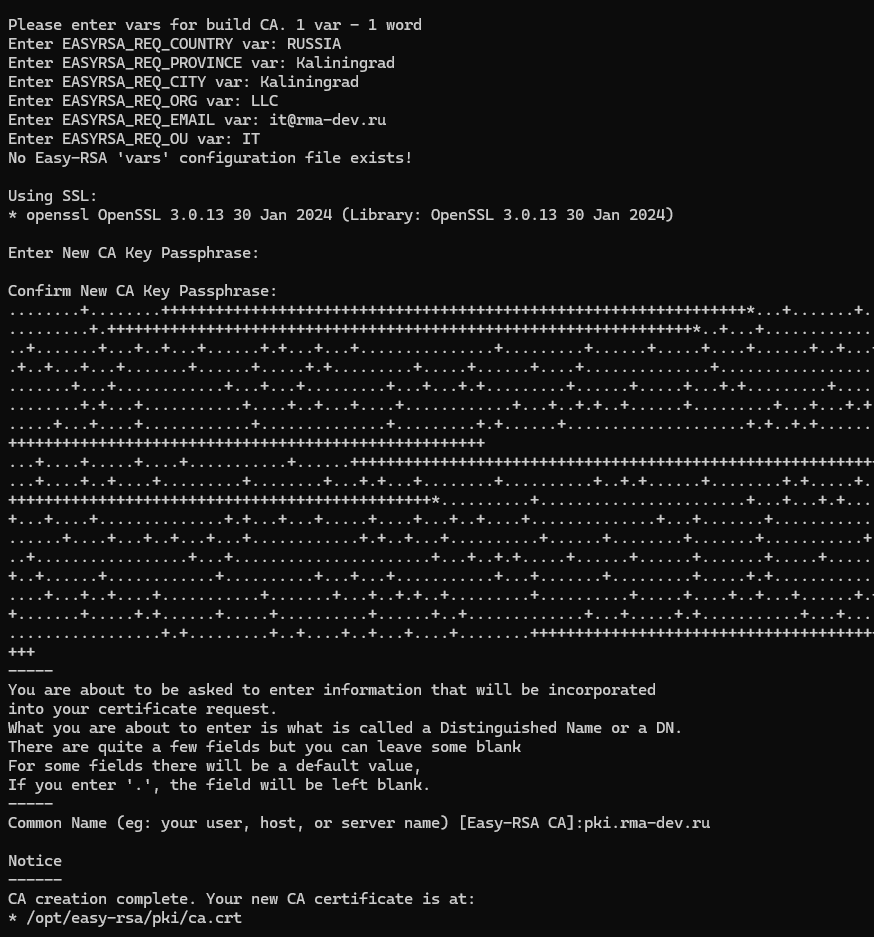 Please enter vars for build CA. 1 var - 1 word
Enter EASYRSA_REQ_COUNTRY var: RUSSIA
Enter EASYRSA_REQ_PROVINCE var: Kaliningrad
Enter EASYRSA_REQ_CITY var: Kaliningrad
Enter EASYRSA_REQ_ORG var: LLC
Enter EASYRSA_REQ_EMAIL var: it@rma-dev.ru
Enter EASYRSA_REQ_OU var: IT
No Easy-RSA 'vars' configuration file exists!
Using SSL:
* openssl OpenSSL 3.0.13 30 Jan 2024 (Library: OpenSSL 3.0.13 30 Jan 2024)
Enter New CA Key Passphrase:
Confirm New CA Key Passphrase:
+++
-----
You are about to be asked to enter information that will be incorporated
into your certificate request.
What you are about to enter is what is called a Distinguished Name or a DN.
There are quite a few fields but you can leave some blank
For some fields there will be a default value,
If you enter '.', the field will be left blank.
-----
Common Name (eg: your user, host, or server name) [Easy-RSA CA]:pki.rma-dev.ru
Notice
------
CA creation complete. Your new CA certificate is at:
* /opt/easy-rsa/pki/ca.crt